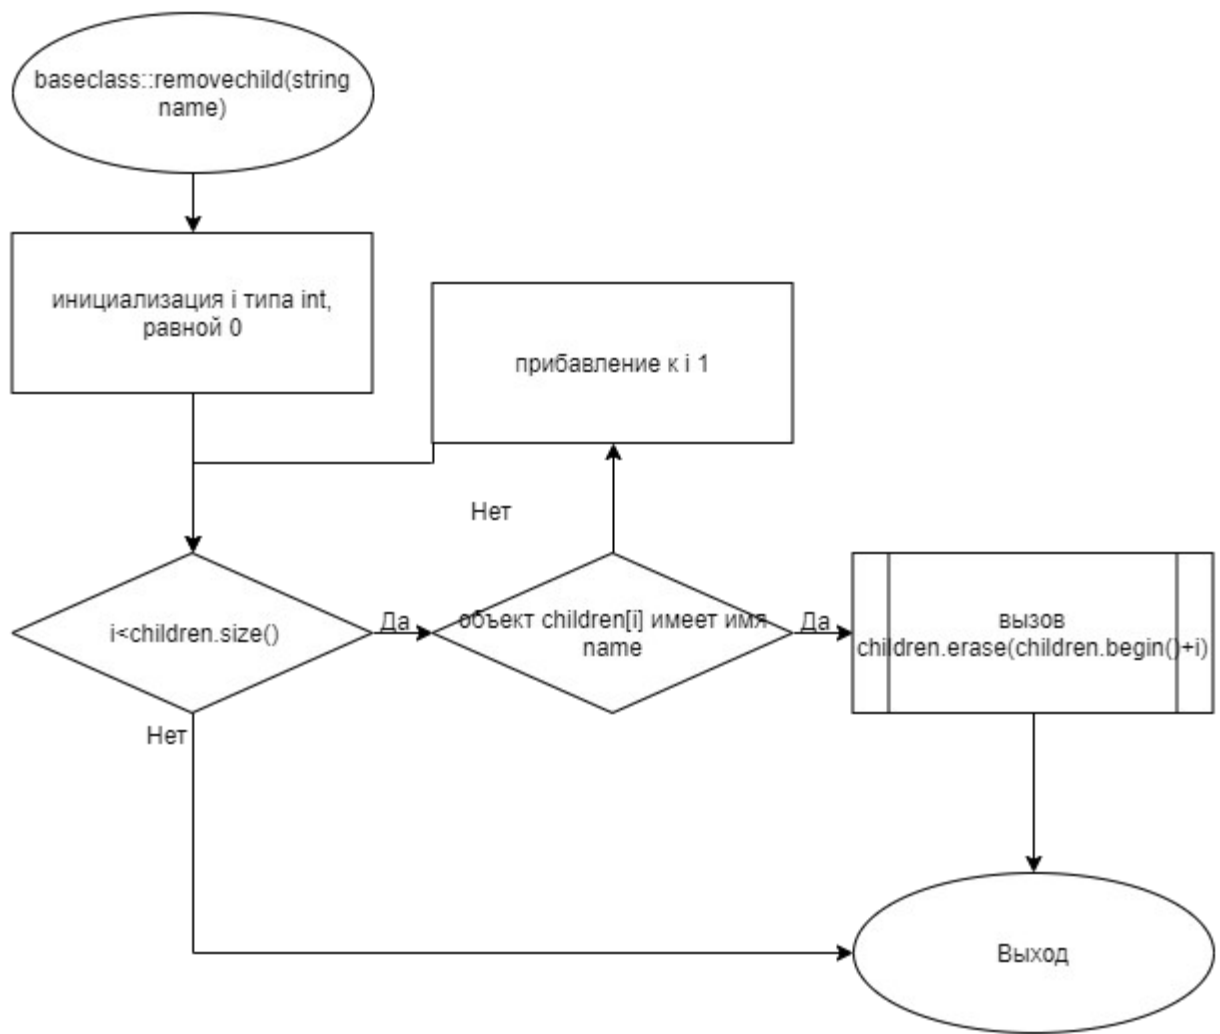 baseclass::removechild(string
name)
инициализация i типа int,
равной 0
прибавление к i 1
Нет
i<children.size()
Да
объект children[i] имеет имя
name
Да
вызов
children.erase(children.begin()+i)
Нет
Выход